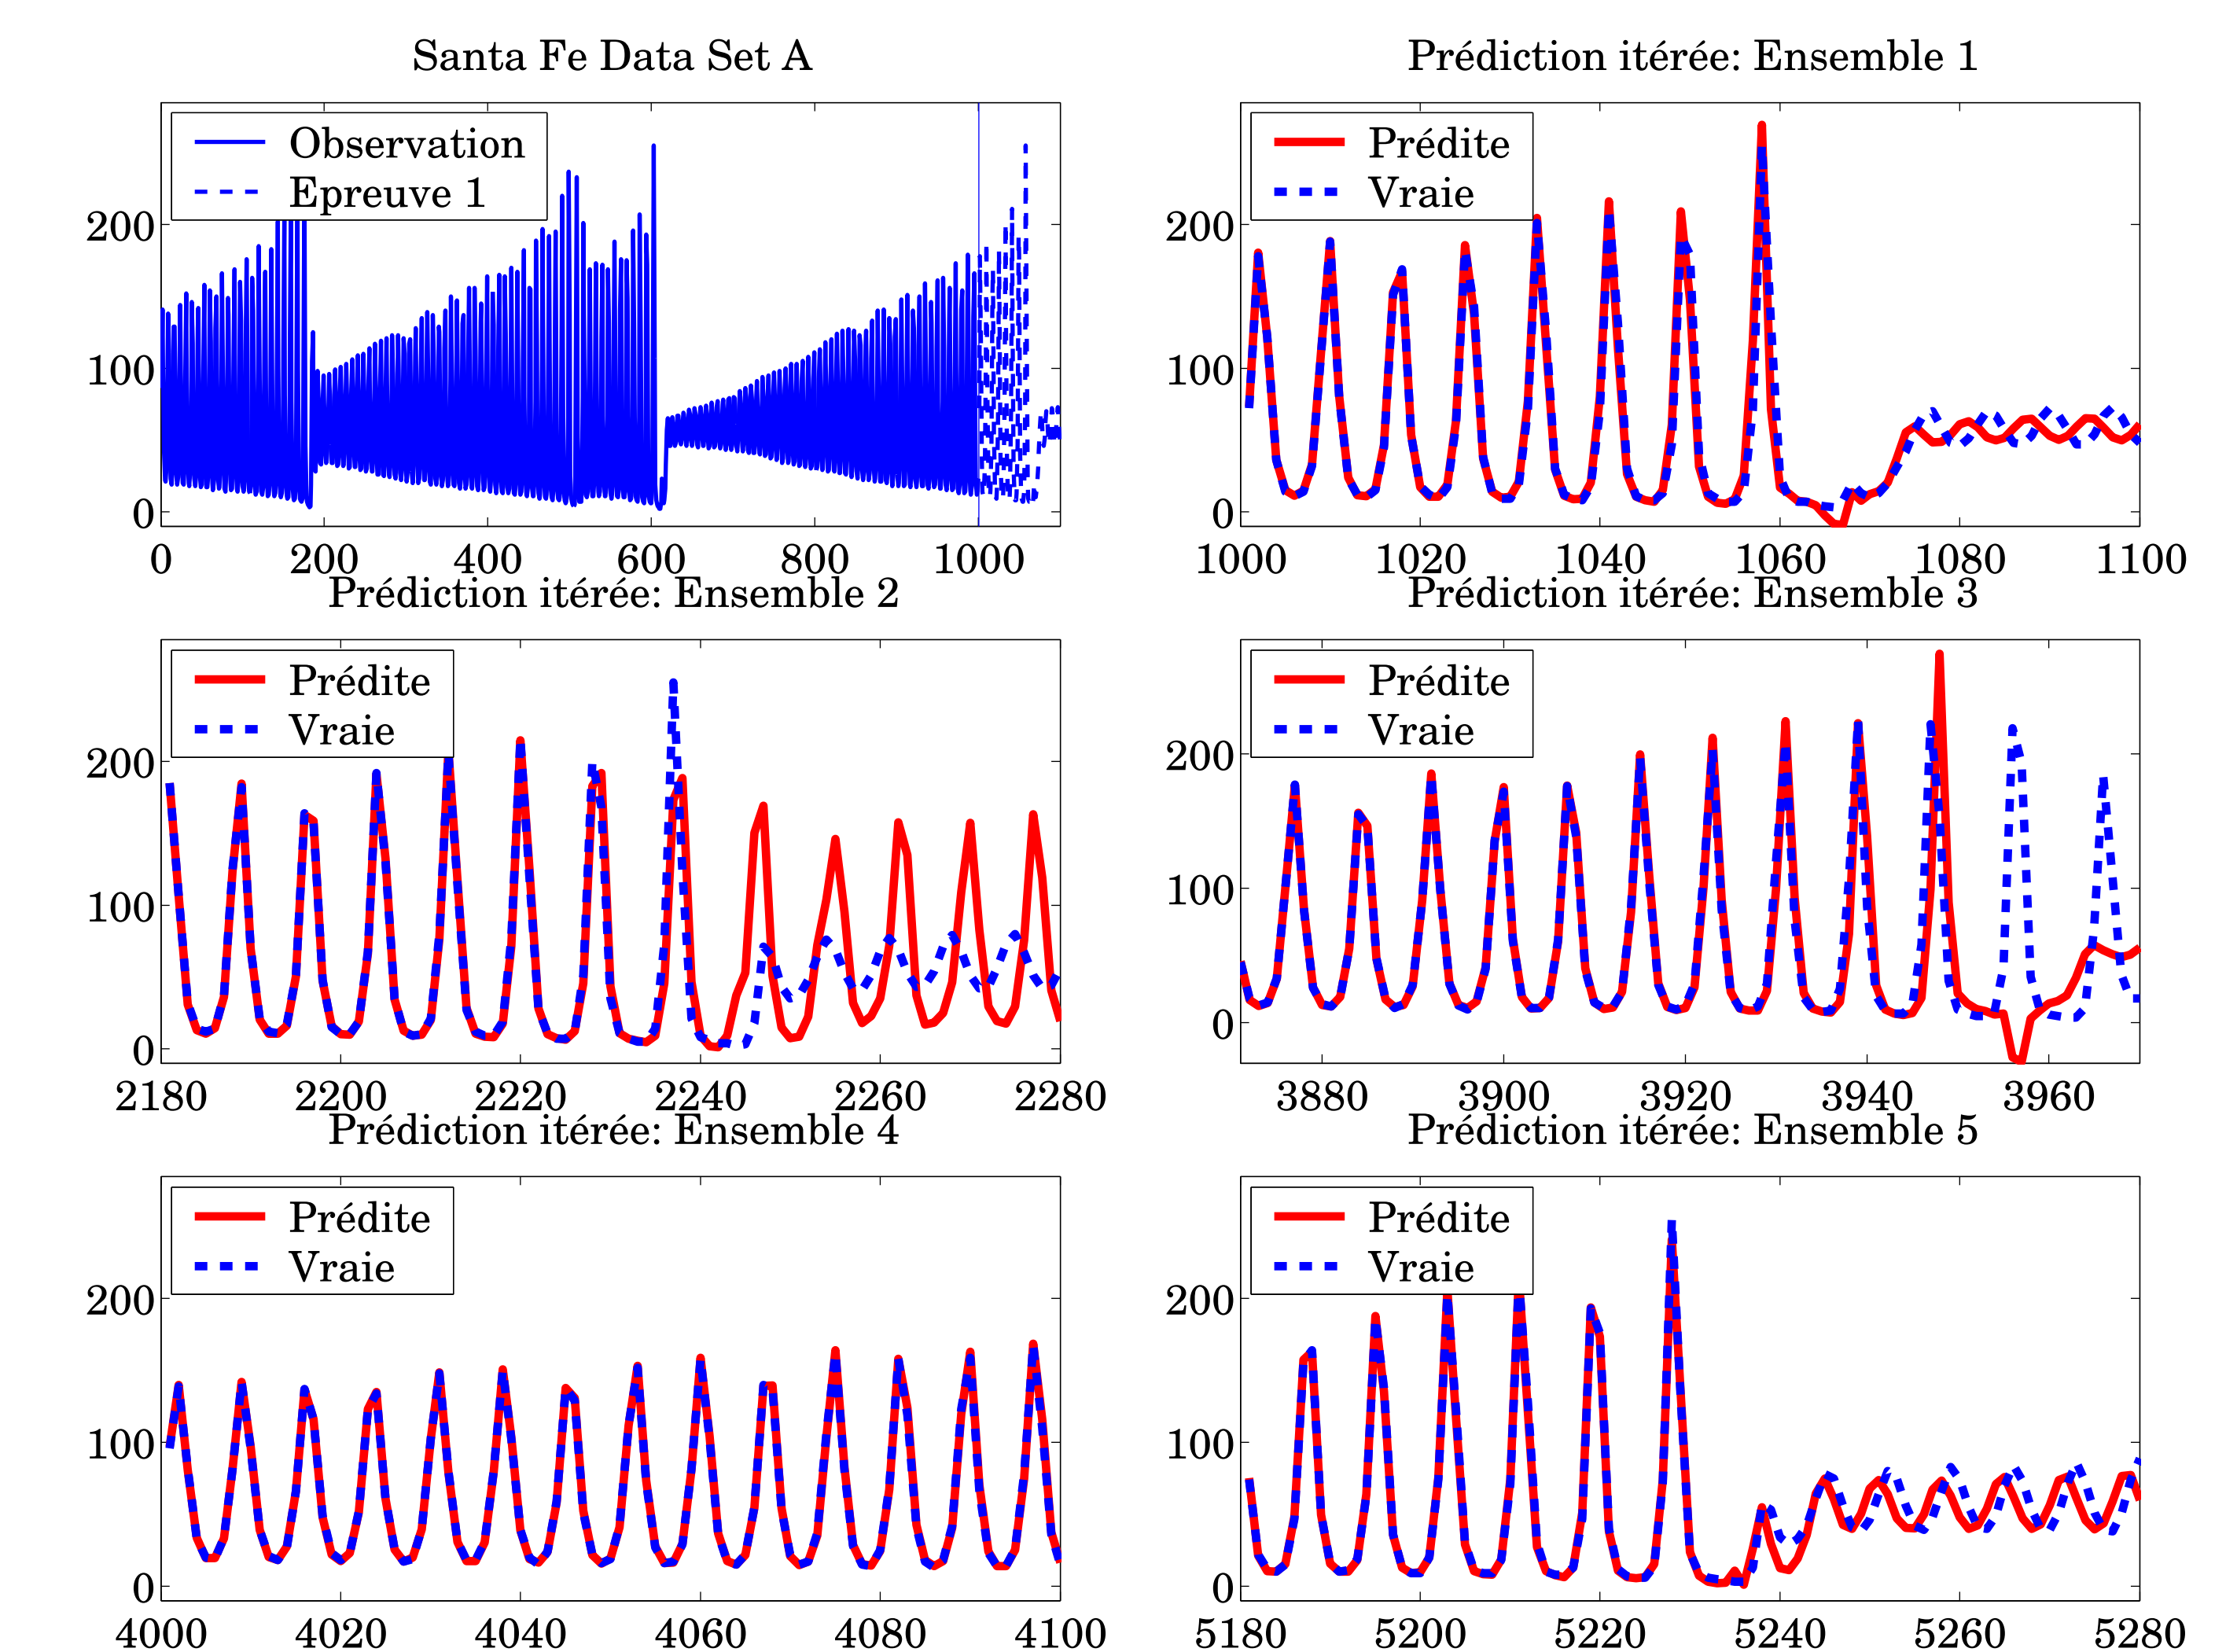 Santa Fe Data Set A
Observation
Epreuve 1
200
100
0
0 200 400 600 800 1000
Prédiction itérée: Ensemble 1
Prédite
Vraie
200
100
0
1000 1020 1040 1060 1080 1100
Prédiction itérée: Ensemble 2
Prédite
Vraie
200
100
0
2180 2200 2220 2240 2260 2280
Prédiction itérée: Ensemble 3
Prédite
Vraie
200
100
0
3880 3900 3920 3940 3960
Prédiction itérée: Ensemble 4
Prédite
Vraie
200
100
0
4000 4020 4040 4060 4080 4100
Prédiction itérée: Ensemble 5
Prédite
Vraie
200
100
0
5180 5200 5220 5240 5260 5280